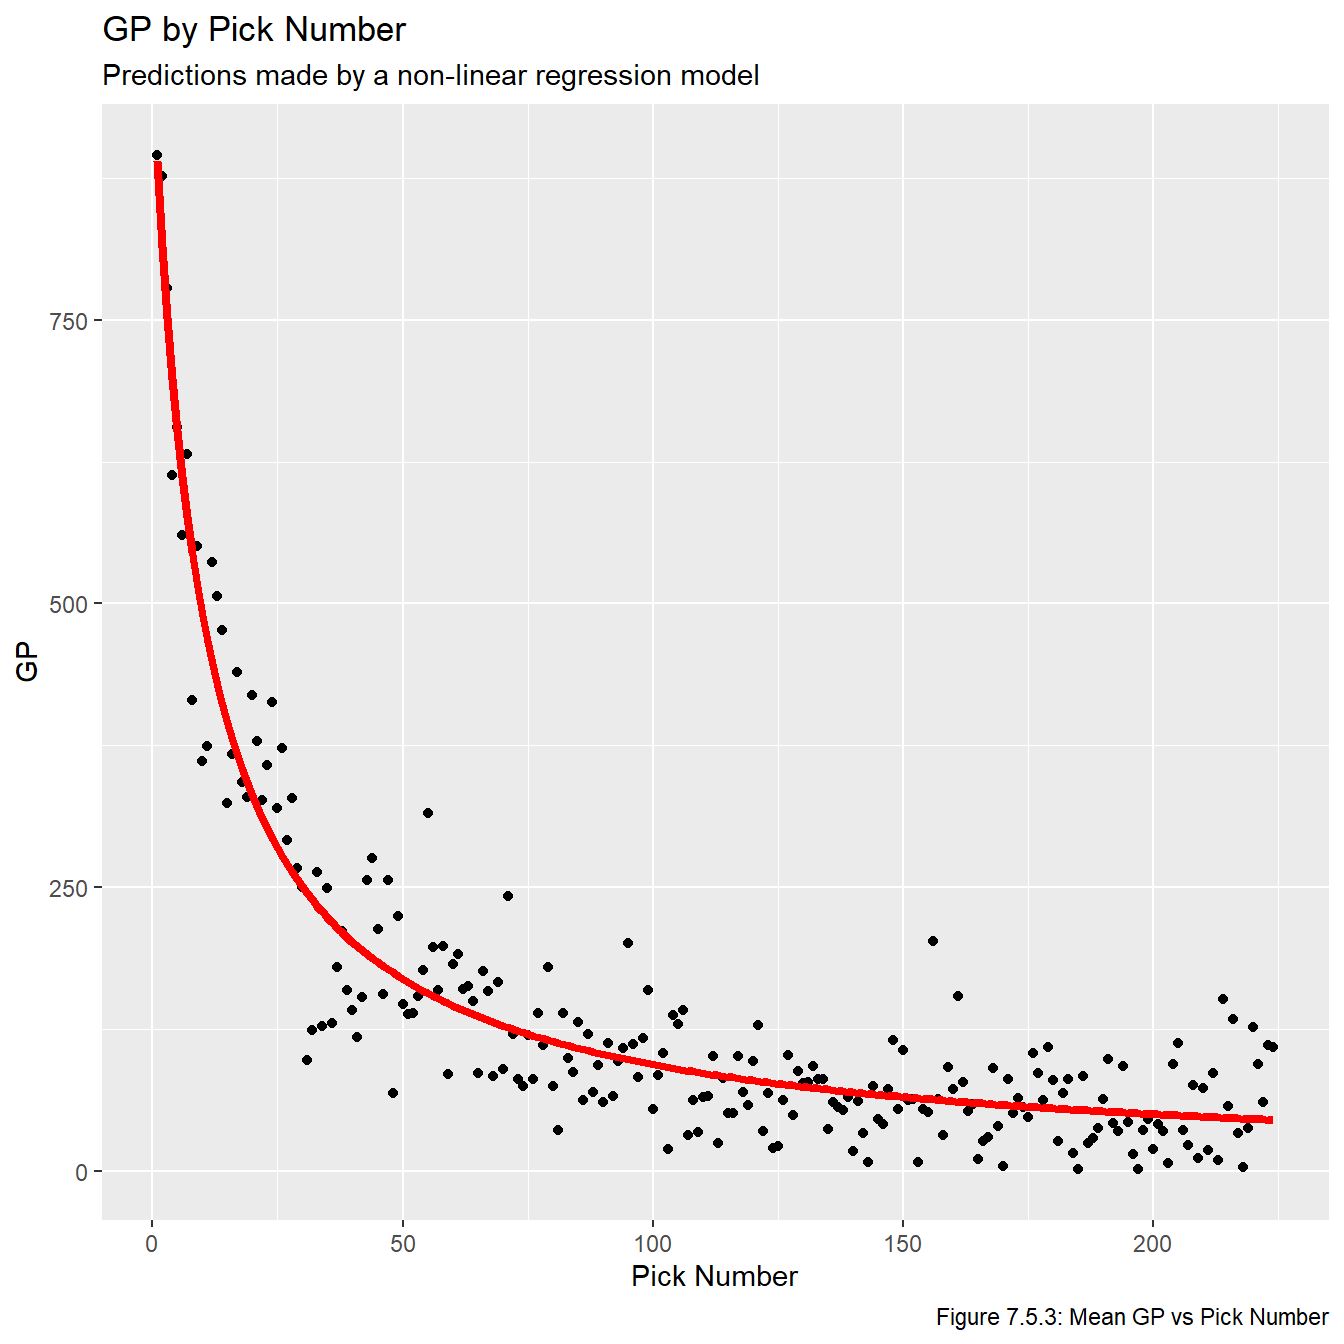 GP by Pick Number
Predictions made by a non-linear regression model
GP
750
500
250
0
0 50 100 150 200
Pick Number
Figure 7.5.3: Mean GP vs Pick Number